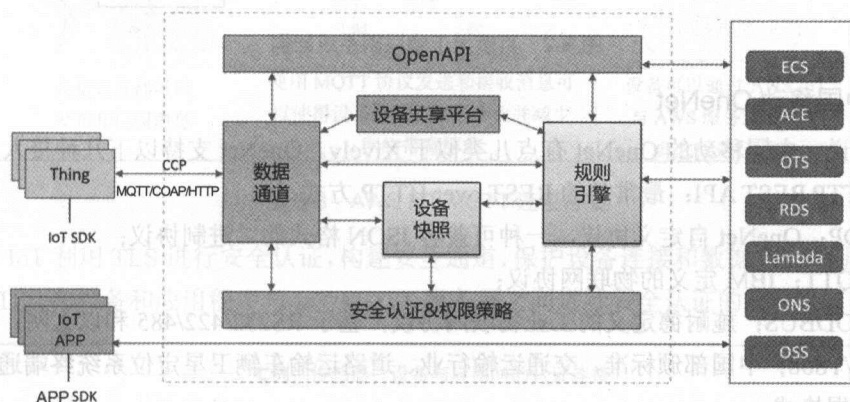 OpenAPI
设备共享平台
数据
通道
规则
引擎
设备
快照
安全认证&权限策略
Thing
CCP
MQTT/COAP/HTTP
IoT SDK
IoT
APP
APP SDK
ECS
ACE
OTS
RDS
Lambda
ONS
OSS